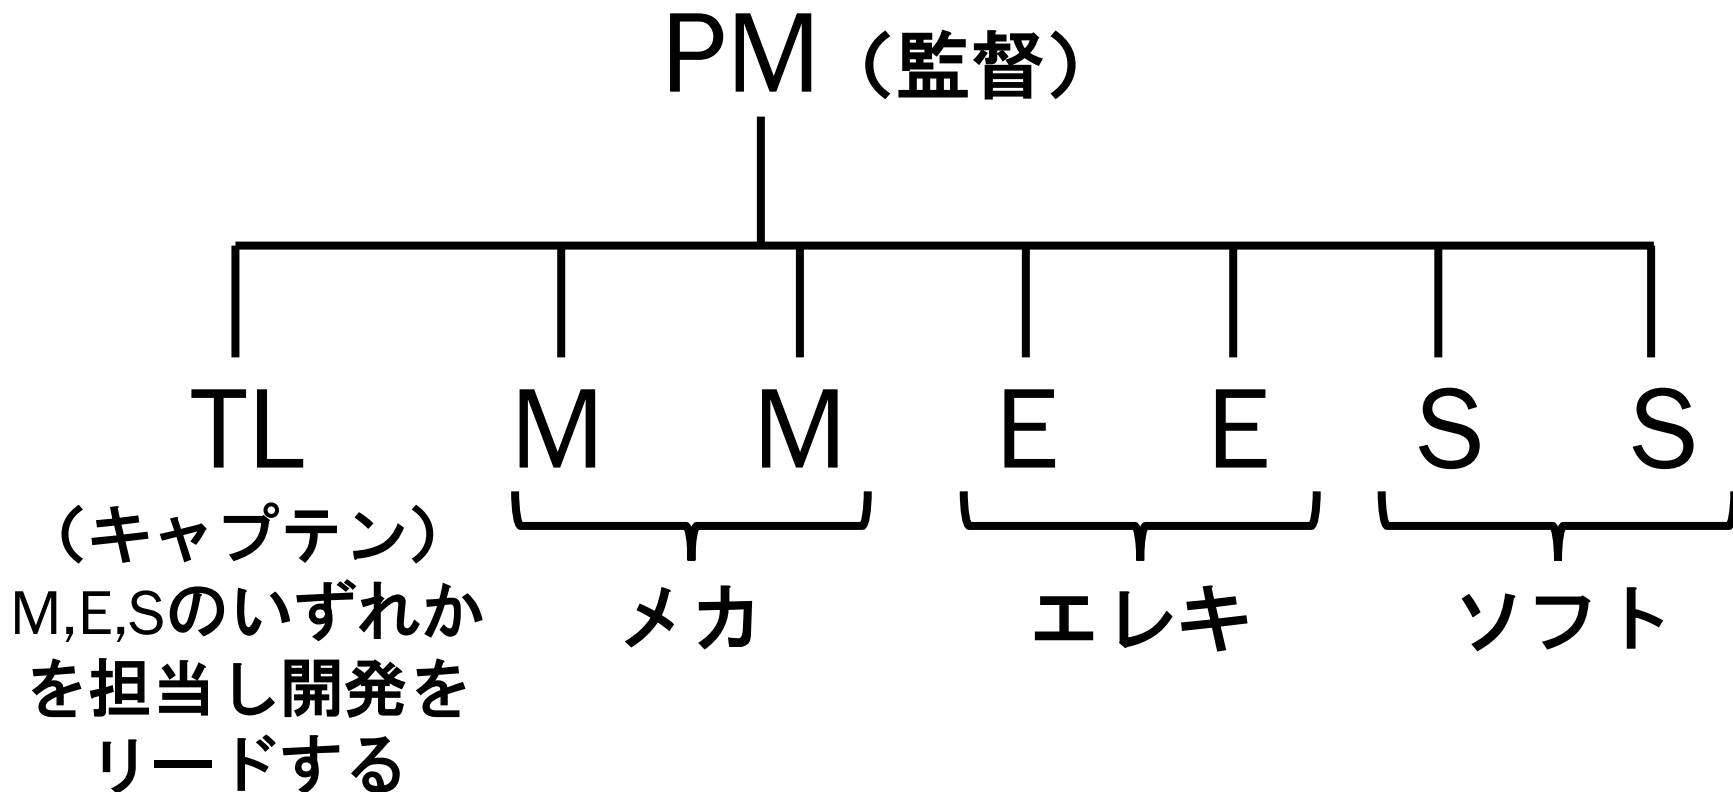 PM（監督）
TL M M E E S S
（キャプテン）
M,E,Sのいずれか
を担当し開発を
リードする
メカ エレキ ソフト